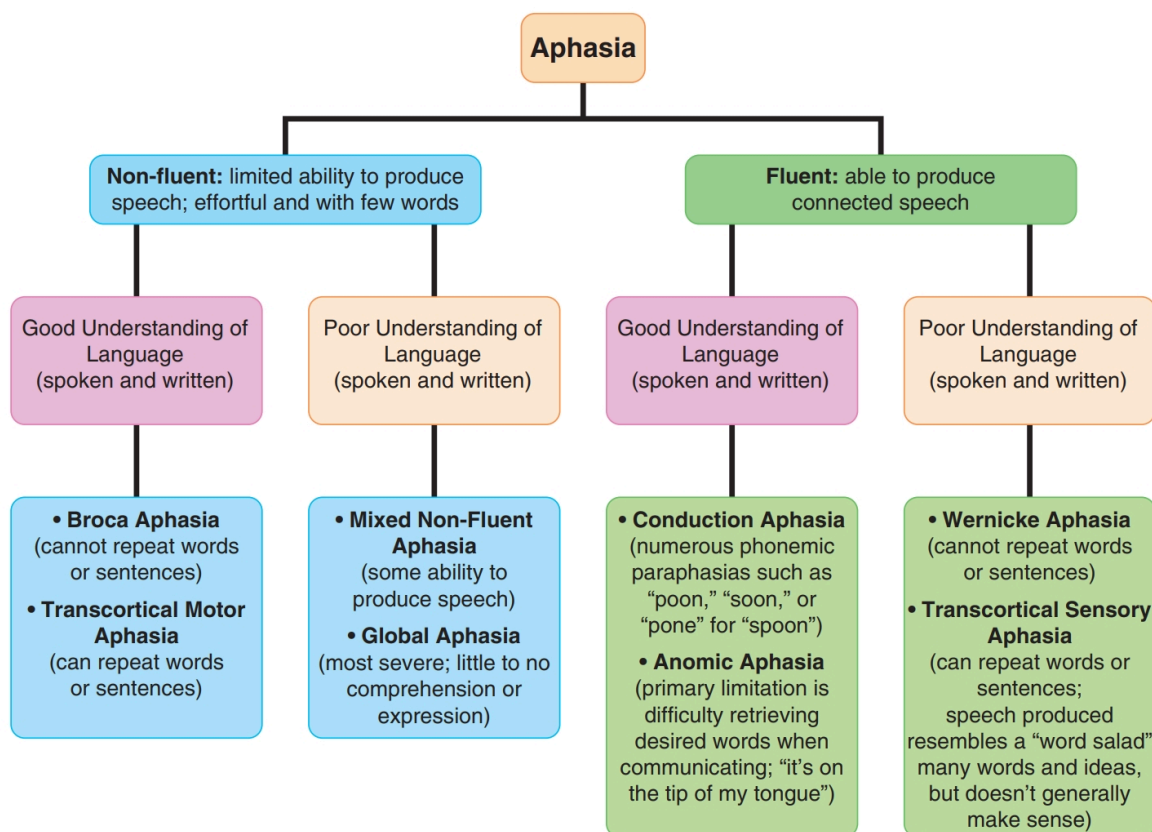 Aphasia
Non-fluent: limited ability to produce
speech; effortful and with few words
Fluent: able to produce
connected speech
Good Understanding of
Language
(spoken and written)
Poor Understanding of
Language
(spoken and written)
Good Understanding of
Language
(spoken and written)
Poor Understanding of
Language
(spoken and written)
• Broca Aphasia
(cannot repeat words
or sentences)
• Transcortical Motor
Aphasia
(can repeat words
or sentences)
• Mixed Non-Fluent
Aphasia
(some ability to
produce speech)
• Global Aphasia
(most severe; little to no
comprehension or
expression)
• Conduction Aphasia
(numerous phonemic
paraphasias such as
“poon,” “soon,” or
“pone” for “spoon”)
• Anomic Aphasia
(primary limitation is
difficulty retrieving
desired words when
communicating; “it’s on
the tip of my tongue”)
• Wernicke Aphasia
(cannot repeat words
or sentences)
• Transcortical Sensory
Aphasia
(can repeat words or
sentences;
speech produced
resembles a “word salad”
many words and ideas,
but doesn’t generally
make sense)